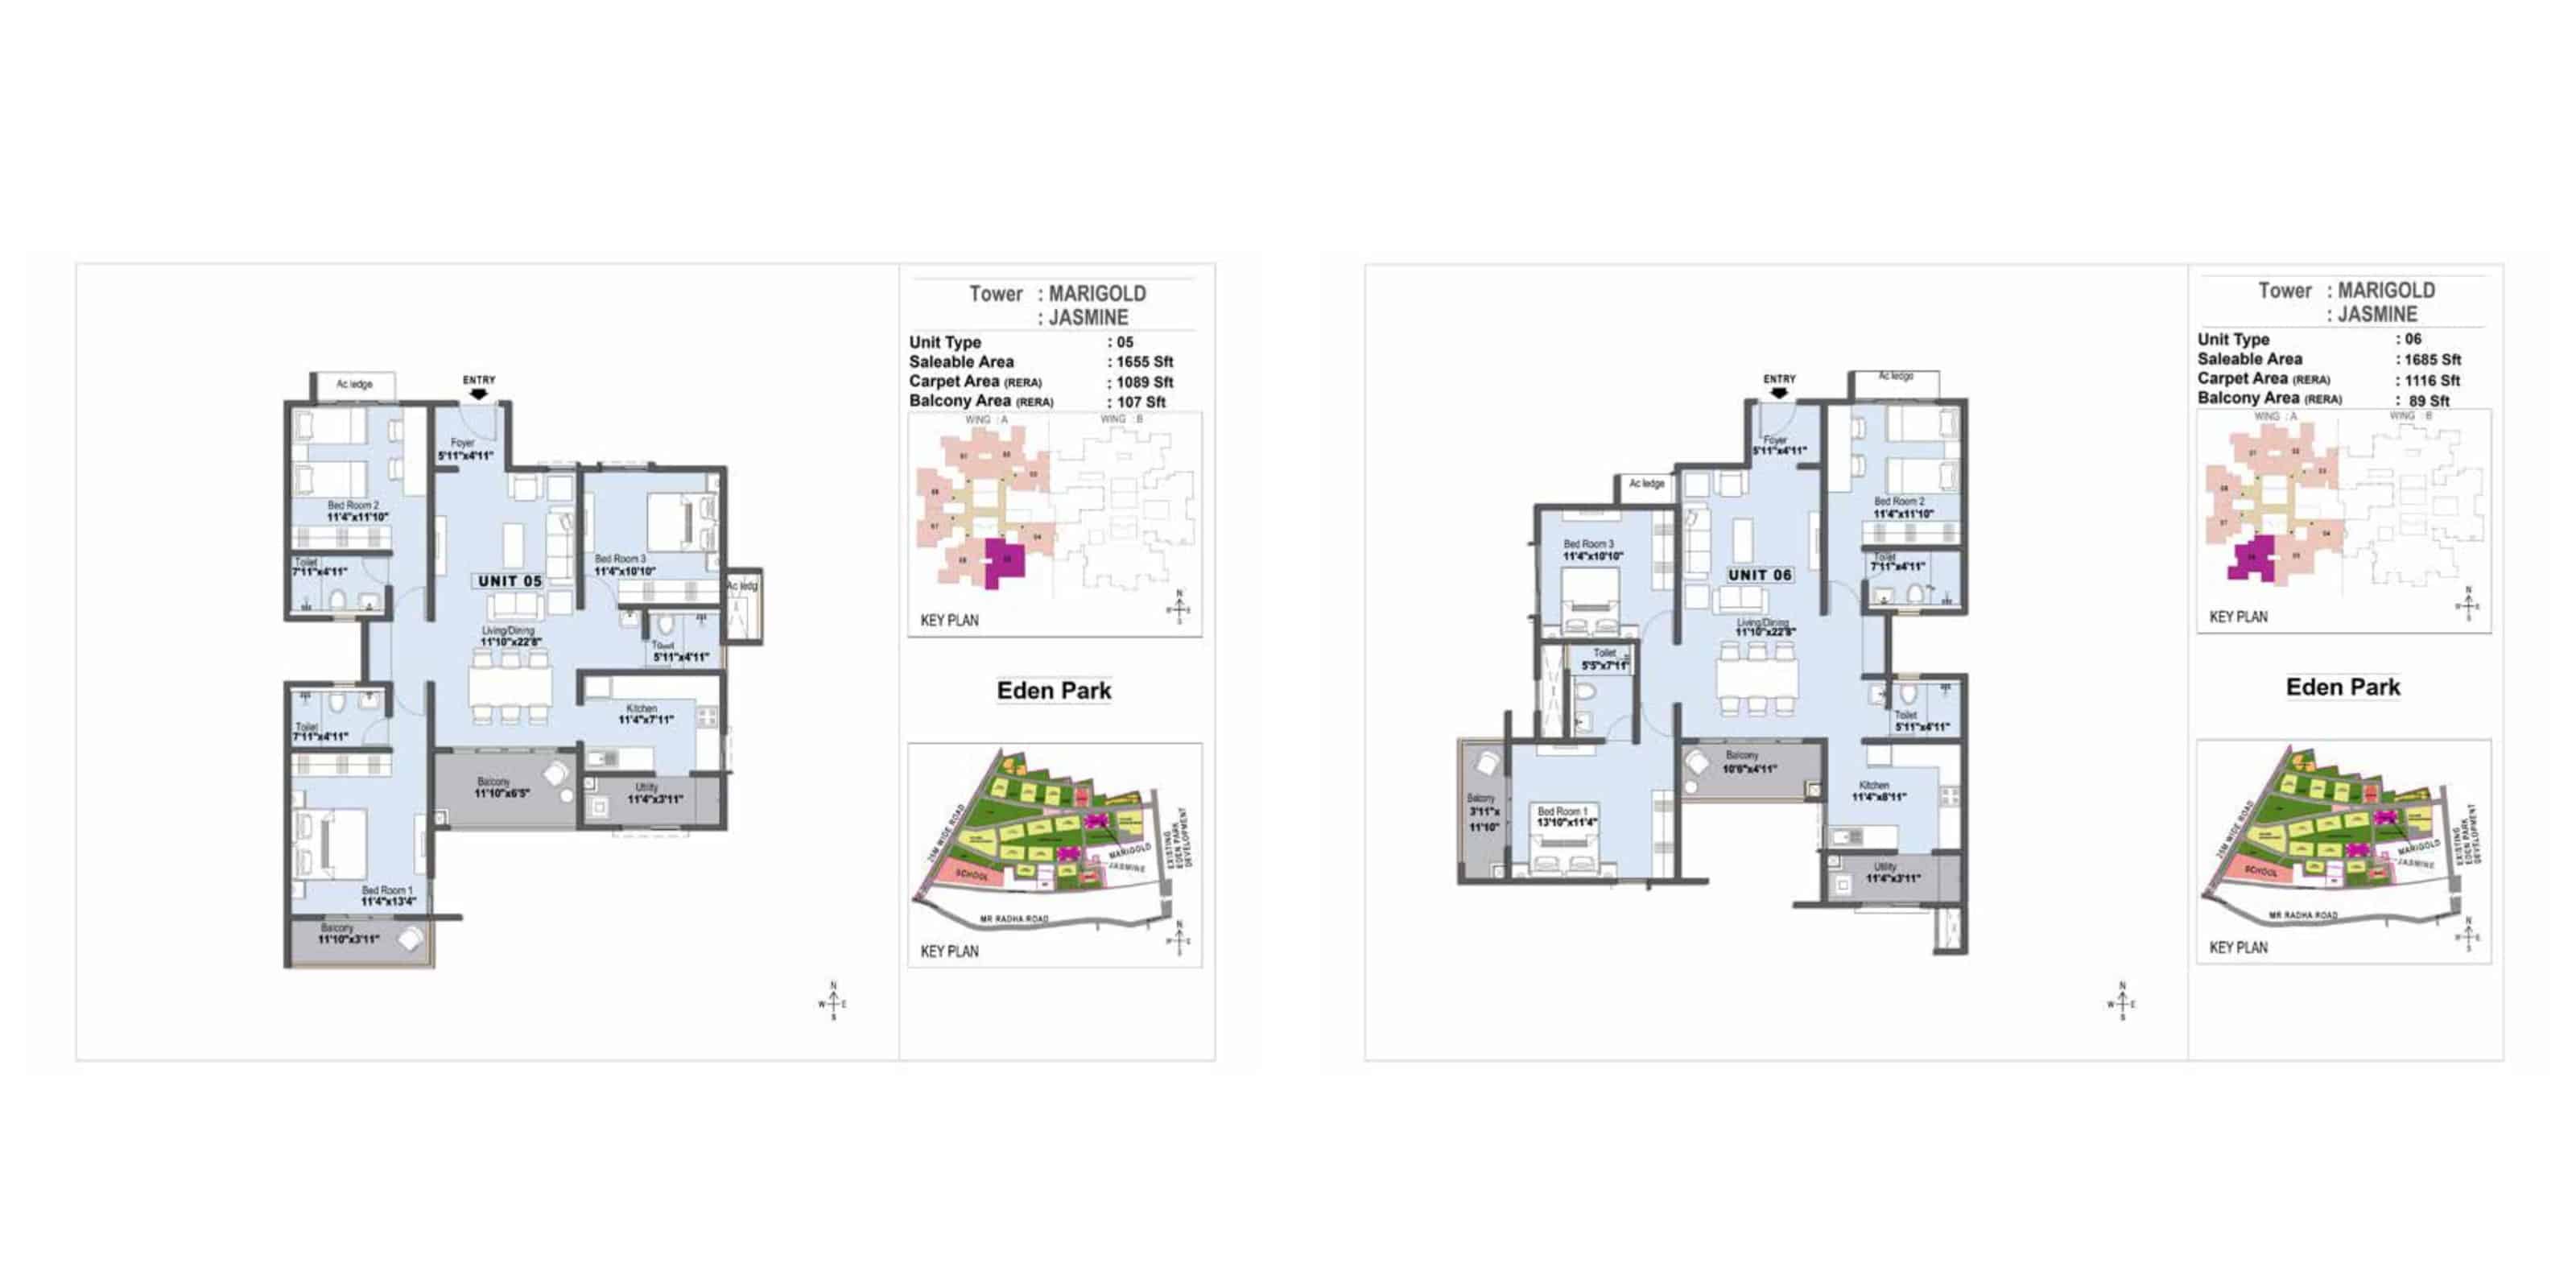 Tower : MARIGOLD
: JASMINE
Unit Type : 05
Saleable Area : 1655 Sft
Carpet Area (RERA) : 1089 Sft
Balcony Area (RERA) : 107 Sft
WING : A
WING : B
KEY PLAN
Eden Park
25M WIDE ROAD
SCHOOL
MARIGOLD
JASMINE
EXISTING EDEN PARK DEVELOPMENT
MR RADHA ROAD
KEY PLAN
Ac ledge
ENTRY
Foyer
5'11"x4'11"
Bed Room 2
11'4"x11'10"
Toilet
7'11"x4'11"
UNIT 05
Bed Room 3
11'4"x10'10"
Ac ledg
Living/Dining
11'10"x22'8"
Toilet
5'11"x4'11"
Kitchen
11'4"x7'11"
Toilet
7'11"x4'11"
Balcony
11'10"x6'5"
Utility
11'4"x3'11"
Bed Room 1
11'4"x13'4"
Balcony
11'10"x3'11"
N
W E
S
Tower : MARIGOLD
: JASMINE
Unit Type : 06
Saleable Area : 1685 Sft
Carpet Area (RERA) : 1116 Sft
Balcony Area (RERA) : 89 Sft
WING : A
WING : B
KEY PLAN
Eden Park
25M WIDE ROAD
SCHOOL
MARIGOLD
JASMINE
EXISTING EDEN PARK DEVELOPMENT
MR RADHA ROAD
KEY PLAN
ENTRY
Ac ledge
Foyer
5'11"x4'11"
Ac ledge
Bed Room 2
11'4"x11'10"
Bed Room 3
11'4"x10'10"
Toilet
7'11"x4'11"
UNIT 06
Living/Dining
11'10"x22'8"
Toilet
5'5"x7'11"
Toilet
5'11"x4'11"
Balcony
10'6"x4'11"
Kitchen
11'4"x8'11"
Balcony
3'11"x
11'10"
Bed Room 1
13'10"x11'4"
Utility
11'4"x3'11"
N
W E
S